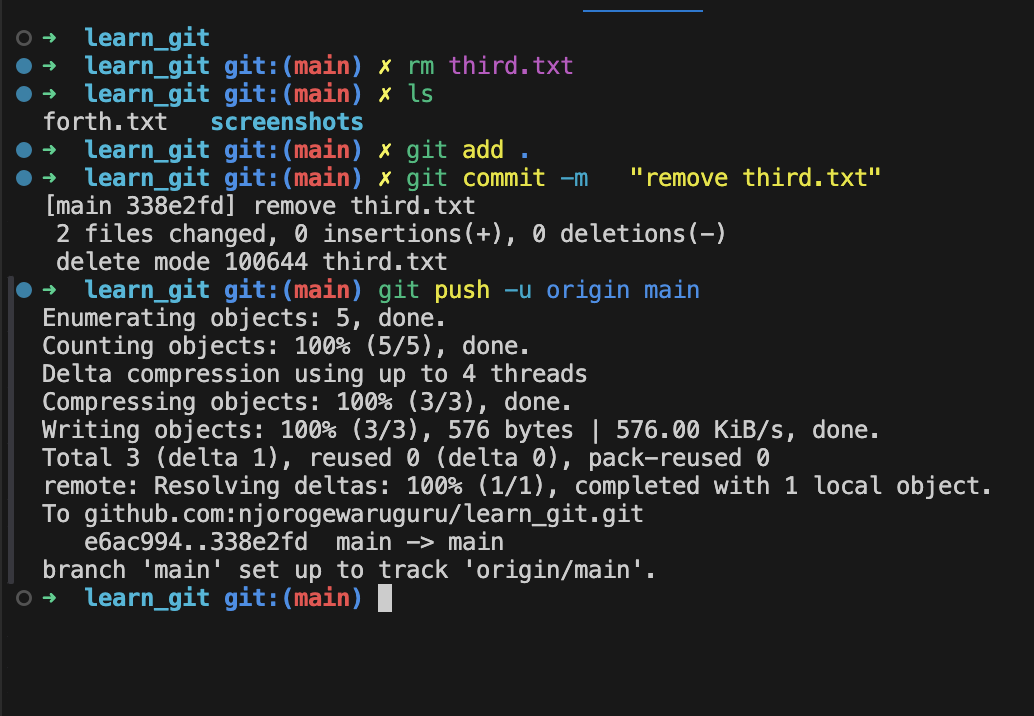 ➜  learn_git
➜  learn_git git:(main) ✗ rm third.txt
➜  learn_git git:(main) ✗ ls
forth.txt   screenshots
➜  learn_git git:(main) ✗ git add .
➜  learn_git git:(main) ✗ git commit -m   "remove third.txt"
[main 338e2fd] remove third.txt
 2 files changed, 0 insertions(+), 0 deletions(-)
 delete mode 100644 third.txt
➜  learn_git git:(main) git push -u origin main
Enumerating objects: 5, done.
Counting objects: 100% (5/5), done.
Delta compression using up to 4 threads
Compressing objects: 100% (3/3), done.
Writing objects: 100% (3/3), 576 bytes | 576.00 KiB/s, done.
Total 3 (delta 1), reused 0 (delta 0), pack-reused 0
remote: Resolving deltas: 100% (1/1), completed with 1 local object.
To github.com:njorogewaruguru/learn_git.git
   e6ac994..338e2fd  main -> main
branch 'main' set up to track 'origin/main'.
➜  learn_git git:(main)